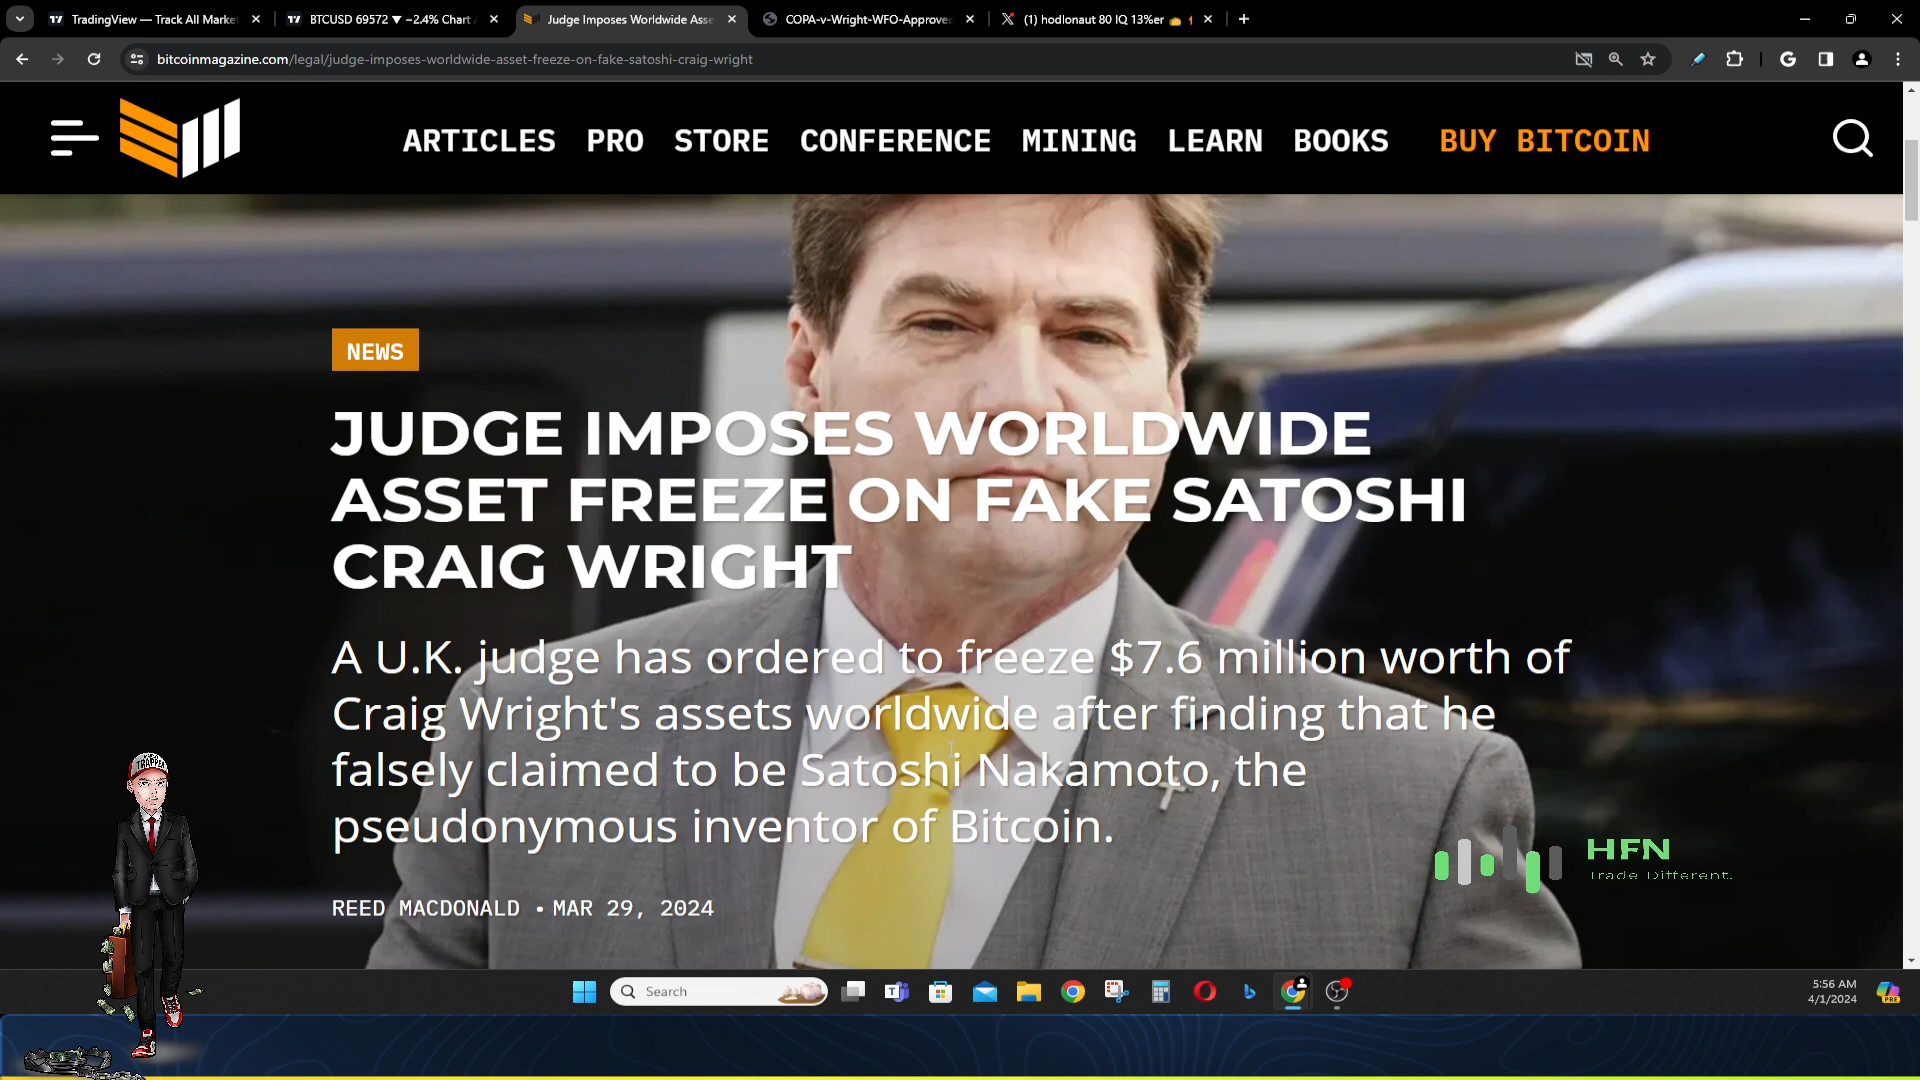 TradingView — Track All Marke
BTCUSD 69572 ▼ −2.4% Chart
Judge Imposes Worldwide Asse
COPA-v-Wright-WFO-Approve
(1) hodlonaut 80 IQ 13%er
bitcoinmagazine.com/legal/judge-imposes-worldwide-asset-freeze-on-fake-satoshi-craig-wright
ARTICLES PRO STORE CONFERENCE MINING LEARN BOOKS BUY BITCOIN
NEWS
JUDGE IMPOSES WORLDWIDE
ASSET FREEZE ON FAKE SATOSHI
CRAIG WRIGHT
A U.K. judge has ordered to freeze $7.6 million worth of
Craig Wright's assets worldwide after finding that he
falsely claimed to be Satoshi Nakamoto, the
pseudonymous inventor of Bitcoin.
REED MACDONALD • MAR 29, 2024
TRAPPER
HFN
Trade Different.
Search
5:56 AM
4/1/2024
PRE